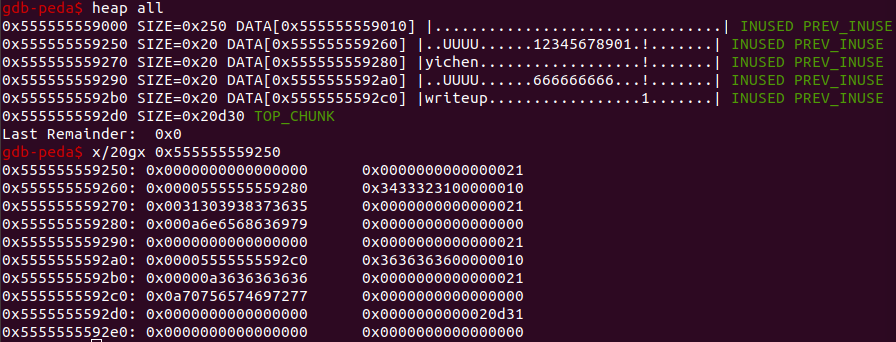 gdb-peda$ heap all
0x555555559000 SIZE=0x250 DATA[0x555555559010] |................................| INUSED PREV_INUSE
0x555555559250 SIZE=0x20 DATA[0x555555559260] |..UUUU......12345678901.!.......| INUSED PREV_INUSE
0x555555559270 SIZE=0x20 DATA[0x555555559280] |yichen..................!.......| INUSED PREV_INUSE
0x555555559290 SIZE=0x20 DATA[0x5555555592a0] |..UUUU......666666666...!.......| INUSED PREV_INUSE
0x5555555592b0 SIZE=0x20 DATA[0x5555555592c0] |writeup.................1.......| INUSED PREV_INUSE
0x5555555592d0 SIZE=0x20d30 TOP_CHUNK
Last Remainder:  0x0
gdb-peda$ x/20gx 0x555555559250
0x555555559250: 0x0000000000000000 0x0000000000000021
0x555555559260: 0x0000555555559280 0x3433323100000010
0x555555559270: 0x0031303938373635 0x0000000000000021
0x555555559280: 0x000a6e6568636979 0x0000000000000000
0x555555559290: 0x0000000000000000 0x0000000000000021
0x5555555592a0: 0x00005555555592c0 0x3636363600000010
0x5555555592b0: 0x00000a3636363636 0x0000000000000021
0x5555555592c0: 0x0a70756574697277 0x0000000000000000
0x5555555592d0: 0x0000000000000000 0x0000000000020d31
0x5555555592e0: 0x0000000000000000 0x0000000000000000